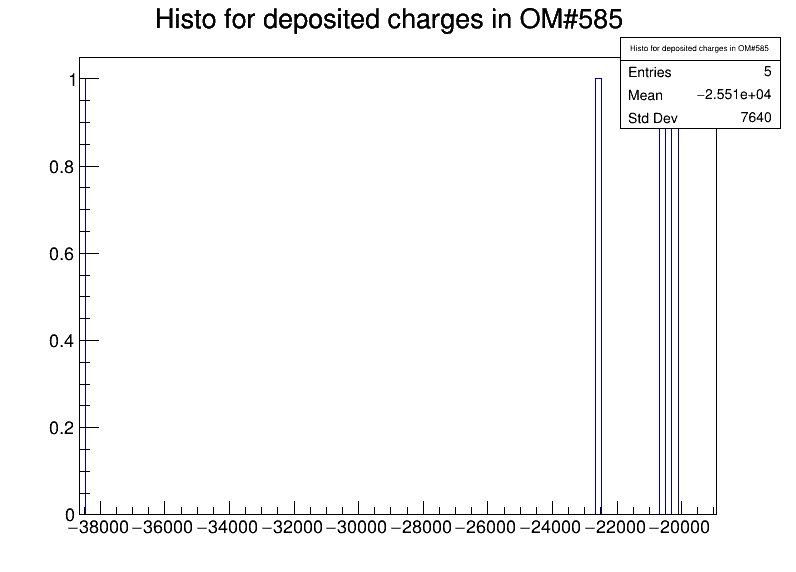 Histo for deposited charges in OM#585
Histo for deposited charges in OM#585
Entries 5
Mean −2.551e+04
Std Dev 7640
1
0.8
0.6
0.4
0.2
0
−38000 −36000 −34000 −32000 −30000 −28000 −26000 −24000 −22000 −20000